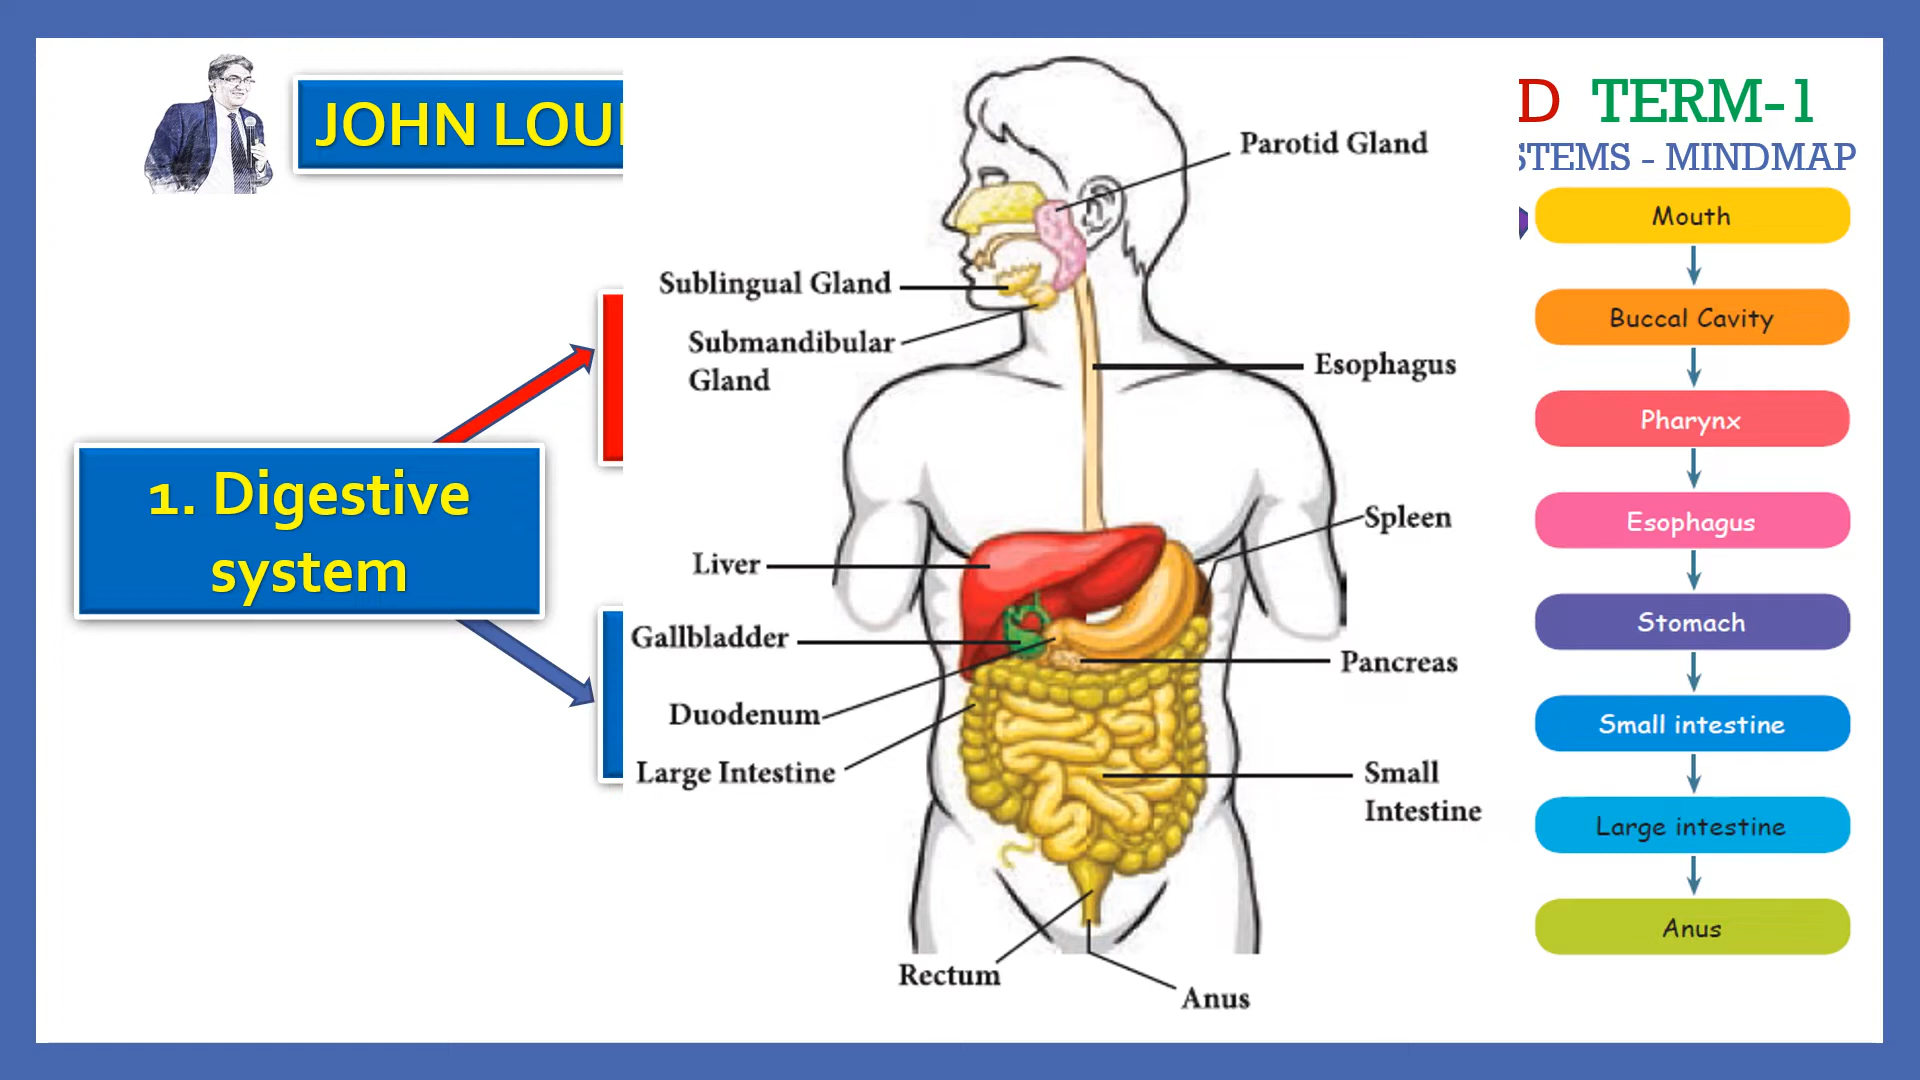 JOHN LOU
D TERM-1
STEMS - MINDMAP
1. Digestive
system
Parotid Gland
Sublingual Gland
Submandibular
Gland
Esophagus
Spleen
Liver
Gallbladder
Pancreas
Duodenum
Large Intestine
Small
Intestine
Rectum
Anus
Mouth
Buccal Cavity
Pharynx
Esophagus
Stomach
Small intestine
Large intestine
Anus